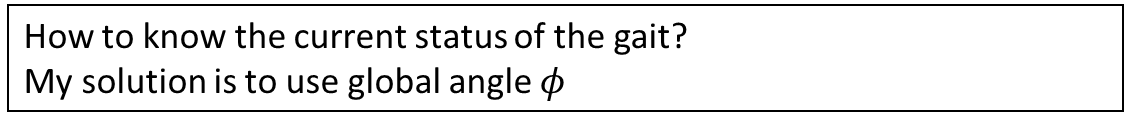 How to know the current status of the gait?
My solution is to use global angle ϕ